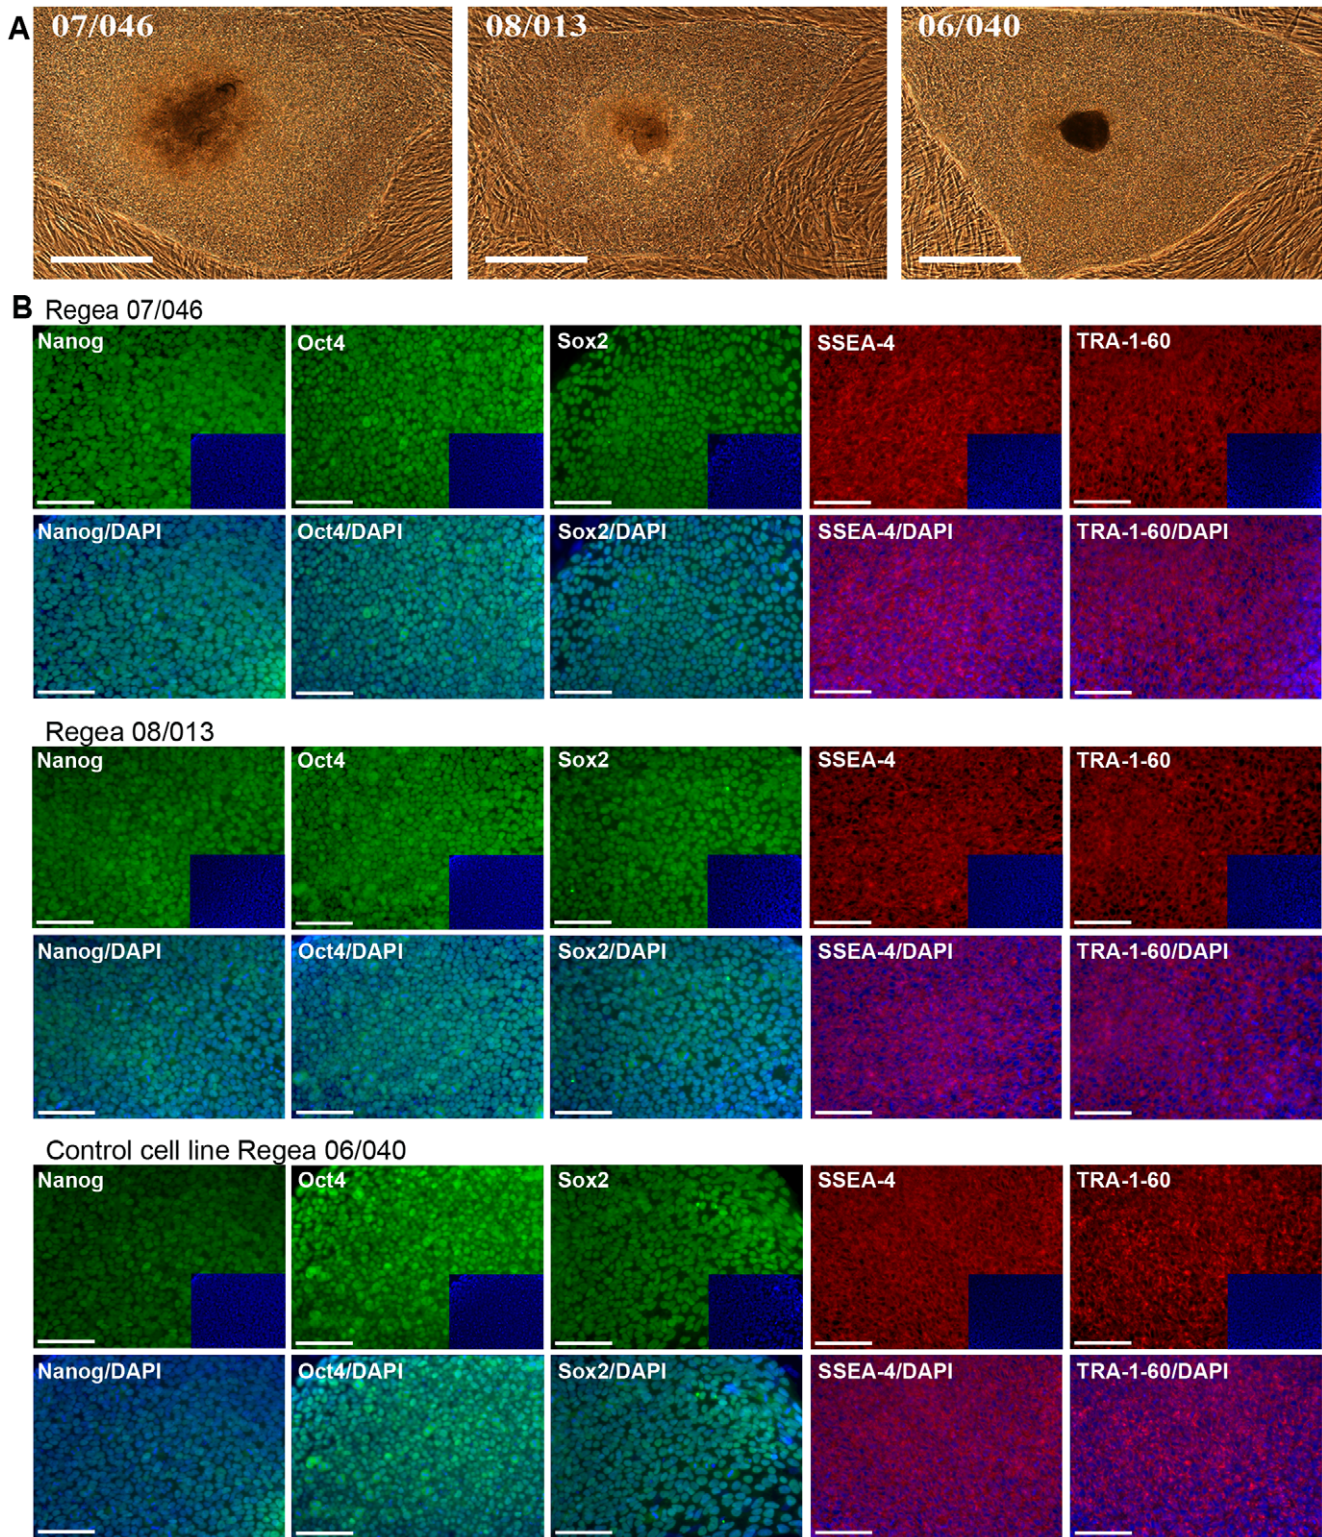 A
07/046
08/013
06/040
B Regea 07/046
Nanog
Oct4
Sox2
SSEA-4
TRA-1-60
Nanog/DAPI
Oct4/DAPI
Sox2/DAPI
SSEA-4/DAPI
TRA-1-60/DAPI
Regea 08/013
Nanog
Oct4
Sox2
SSEA-4
TRA-1-60
Nanog/DAPI
Oct4/DAPI
Sox2/DAPI
SSEA-4/DAPI
TRA-1-60/DAPI
Control cell line Regea 06/040
Nanog
Oct4
Sox2
SSEA-4
TRA-1-60
Nanog/DAPI
Oct4/DAPI
Sox2/DAPI
SSEA-4/DAPI
TRA-1-60/DAPI